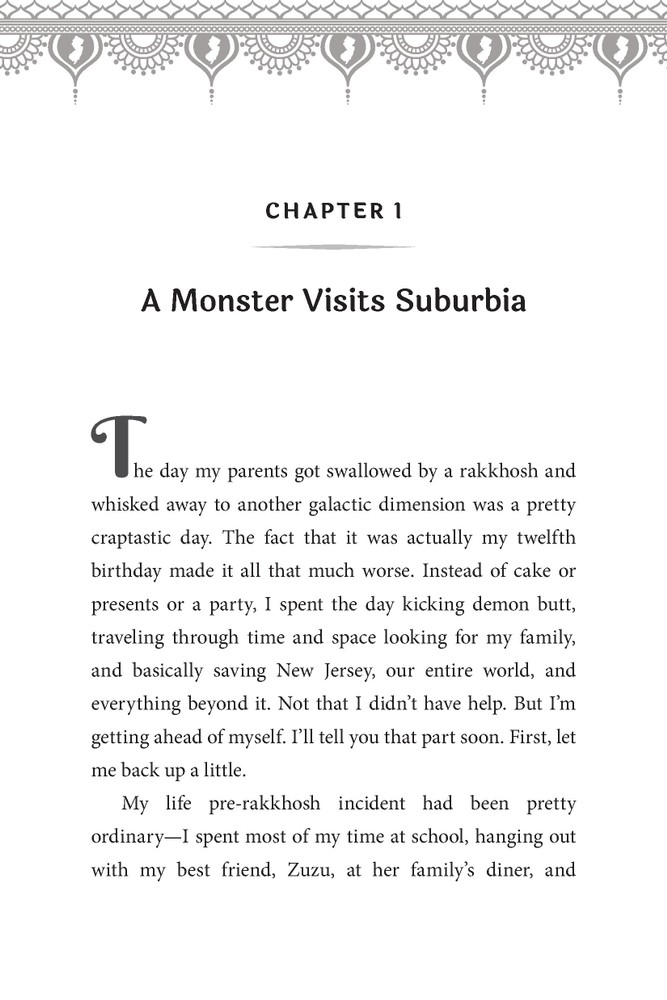 CHAPTER 1
A Monster Visits Suburbia
The day my parents got swallowed by a rakkhosh and
whisked away to another galactic dimension was a pretty
craptastic day. The fact that it was actually my twelfth
birthday made it all that much worse. Instead of cake or
presents or a party, I spent the day kicking demon butt,
traveling through time and space looking for my family,
and basically saving New Jersey, our entire world, and
everything beyond it. Not that I didn’t have help. But I’m
getting ahead of myself. I’ll tell you that part soon. First, let
me back up a little.
My life pre-rakkhosh incident had been pretty
ordinary—I spent most of my time at school, hanging out
with my best friend, Zuzu, at her family’s diner, and